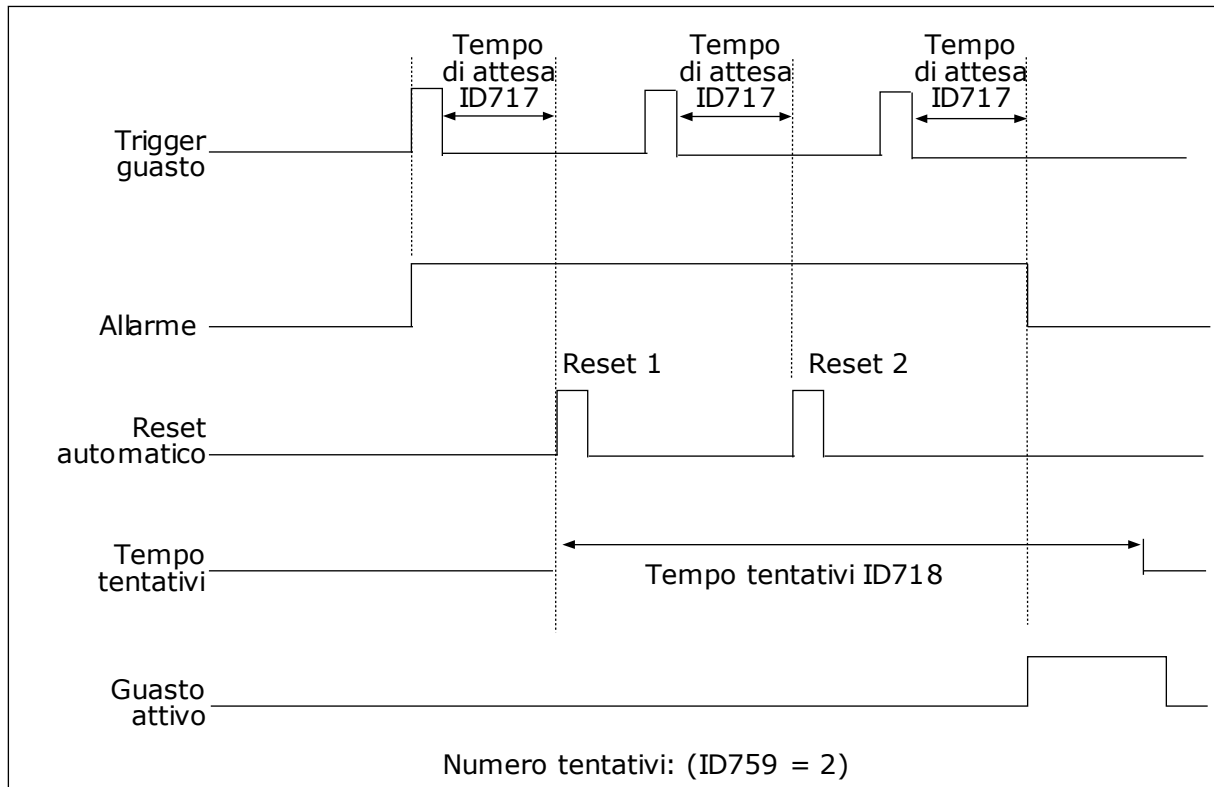 Tempo
di attesa
ID717
Tempo
di attesa
ID717
Tempo
di attesa
ID717
Trigger
guasto
Allarme
Reset 1
Reset 2
Reset
automatico
Tempo
tentativi
Tempo tentativi ID718
Guasto
attivo
Numero tentativi: (ID759 = 2)